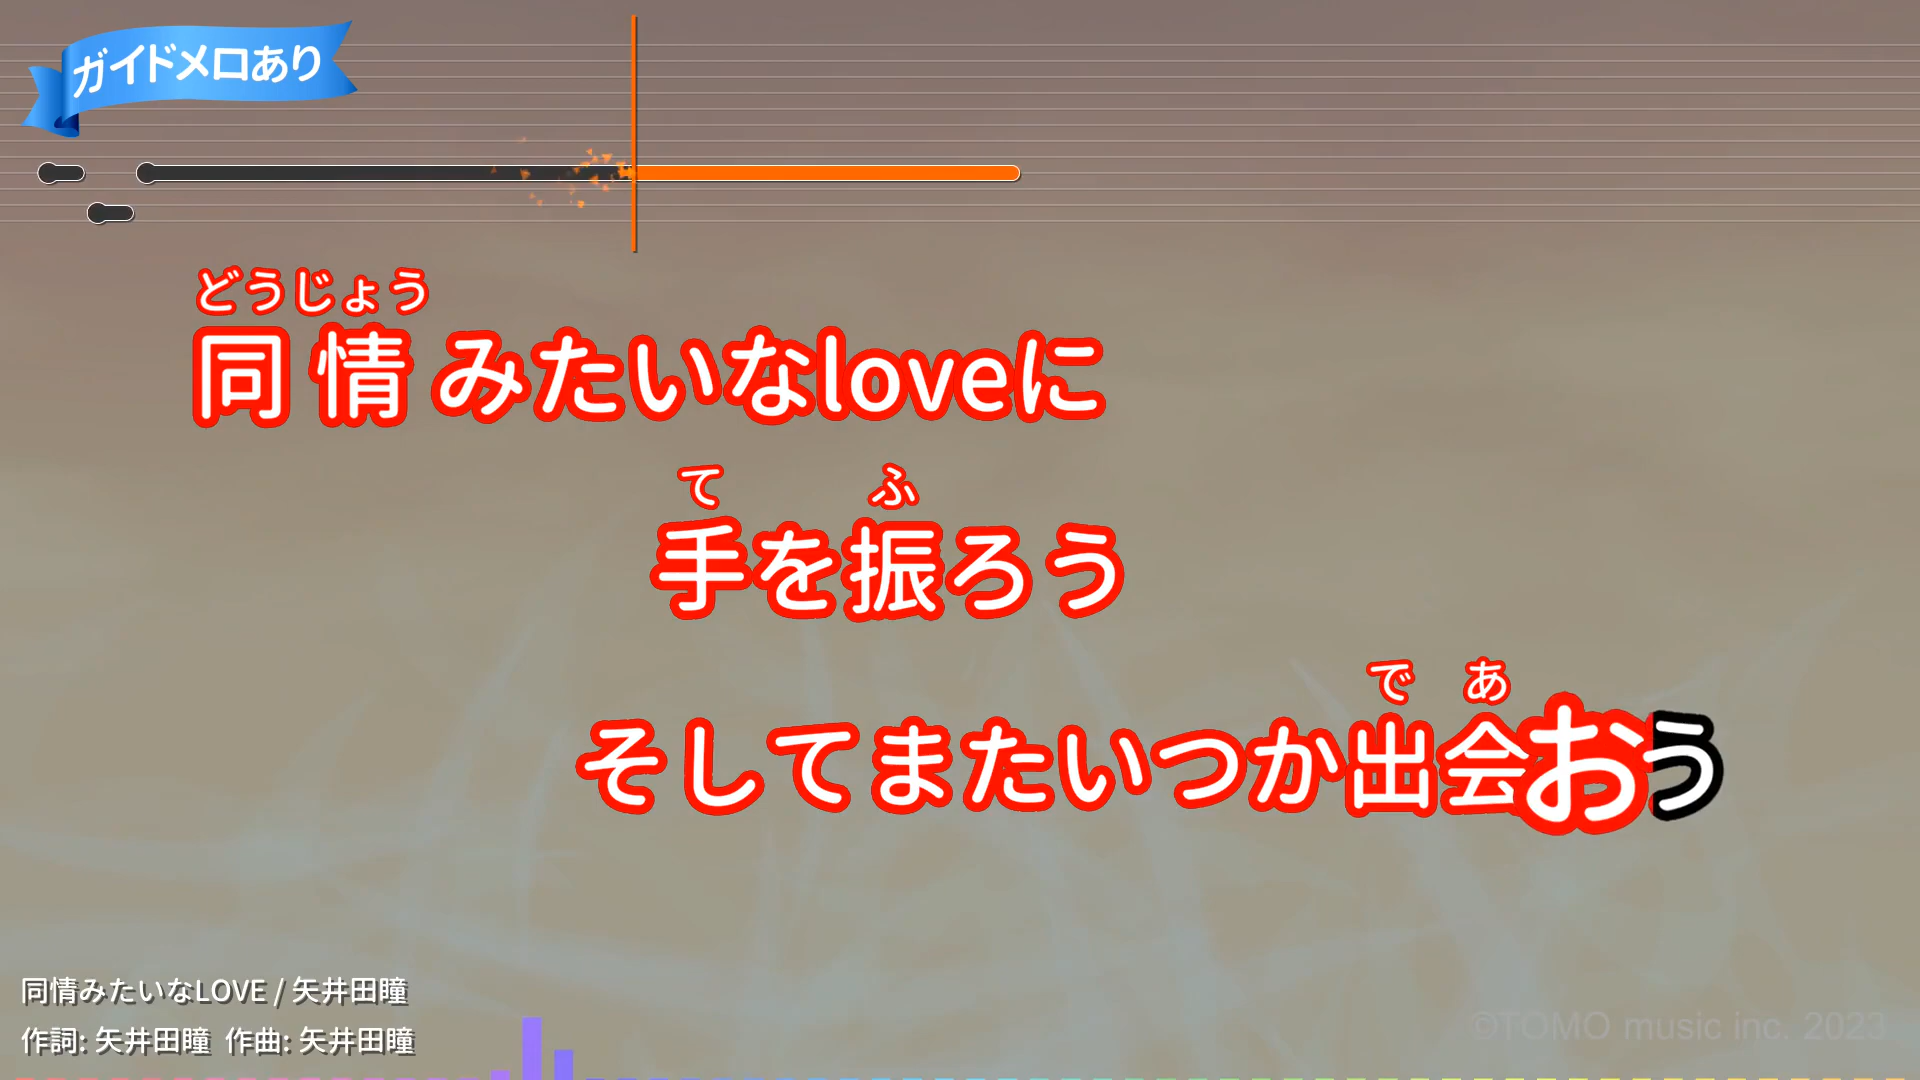 ガイドメロあり
どうじょう
同情みたいなloveに
て ふ
手を振ろう
で あ
そしてまたいつか出会おう
同情みたいなLOVE / 矢井田瞳
作詞: 矢井田瞳 作曲: 矢井田瞳
©TOMO music inc. 2023